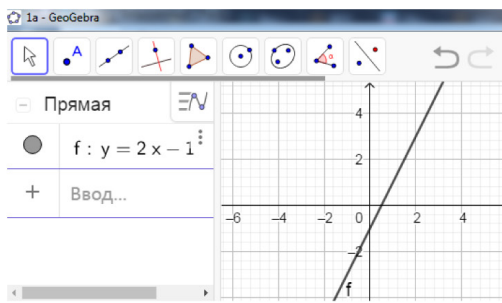 1a - GeoGebra
A
α
Прямая
f : y = 2 x − 1
Ввод...
4
2
−6 −4 −2 0 2 4
−2
f